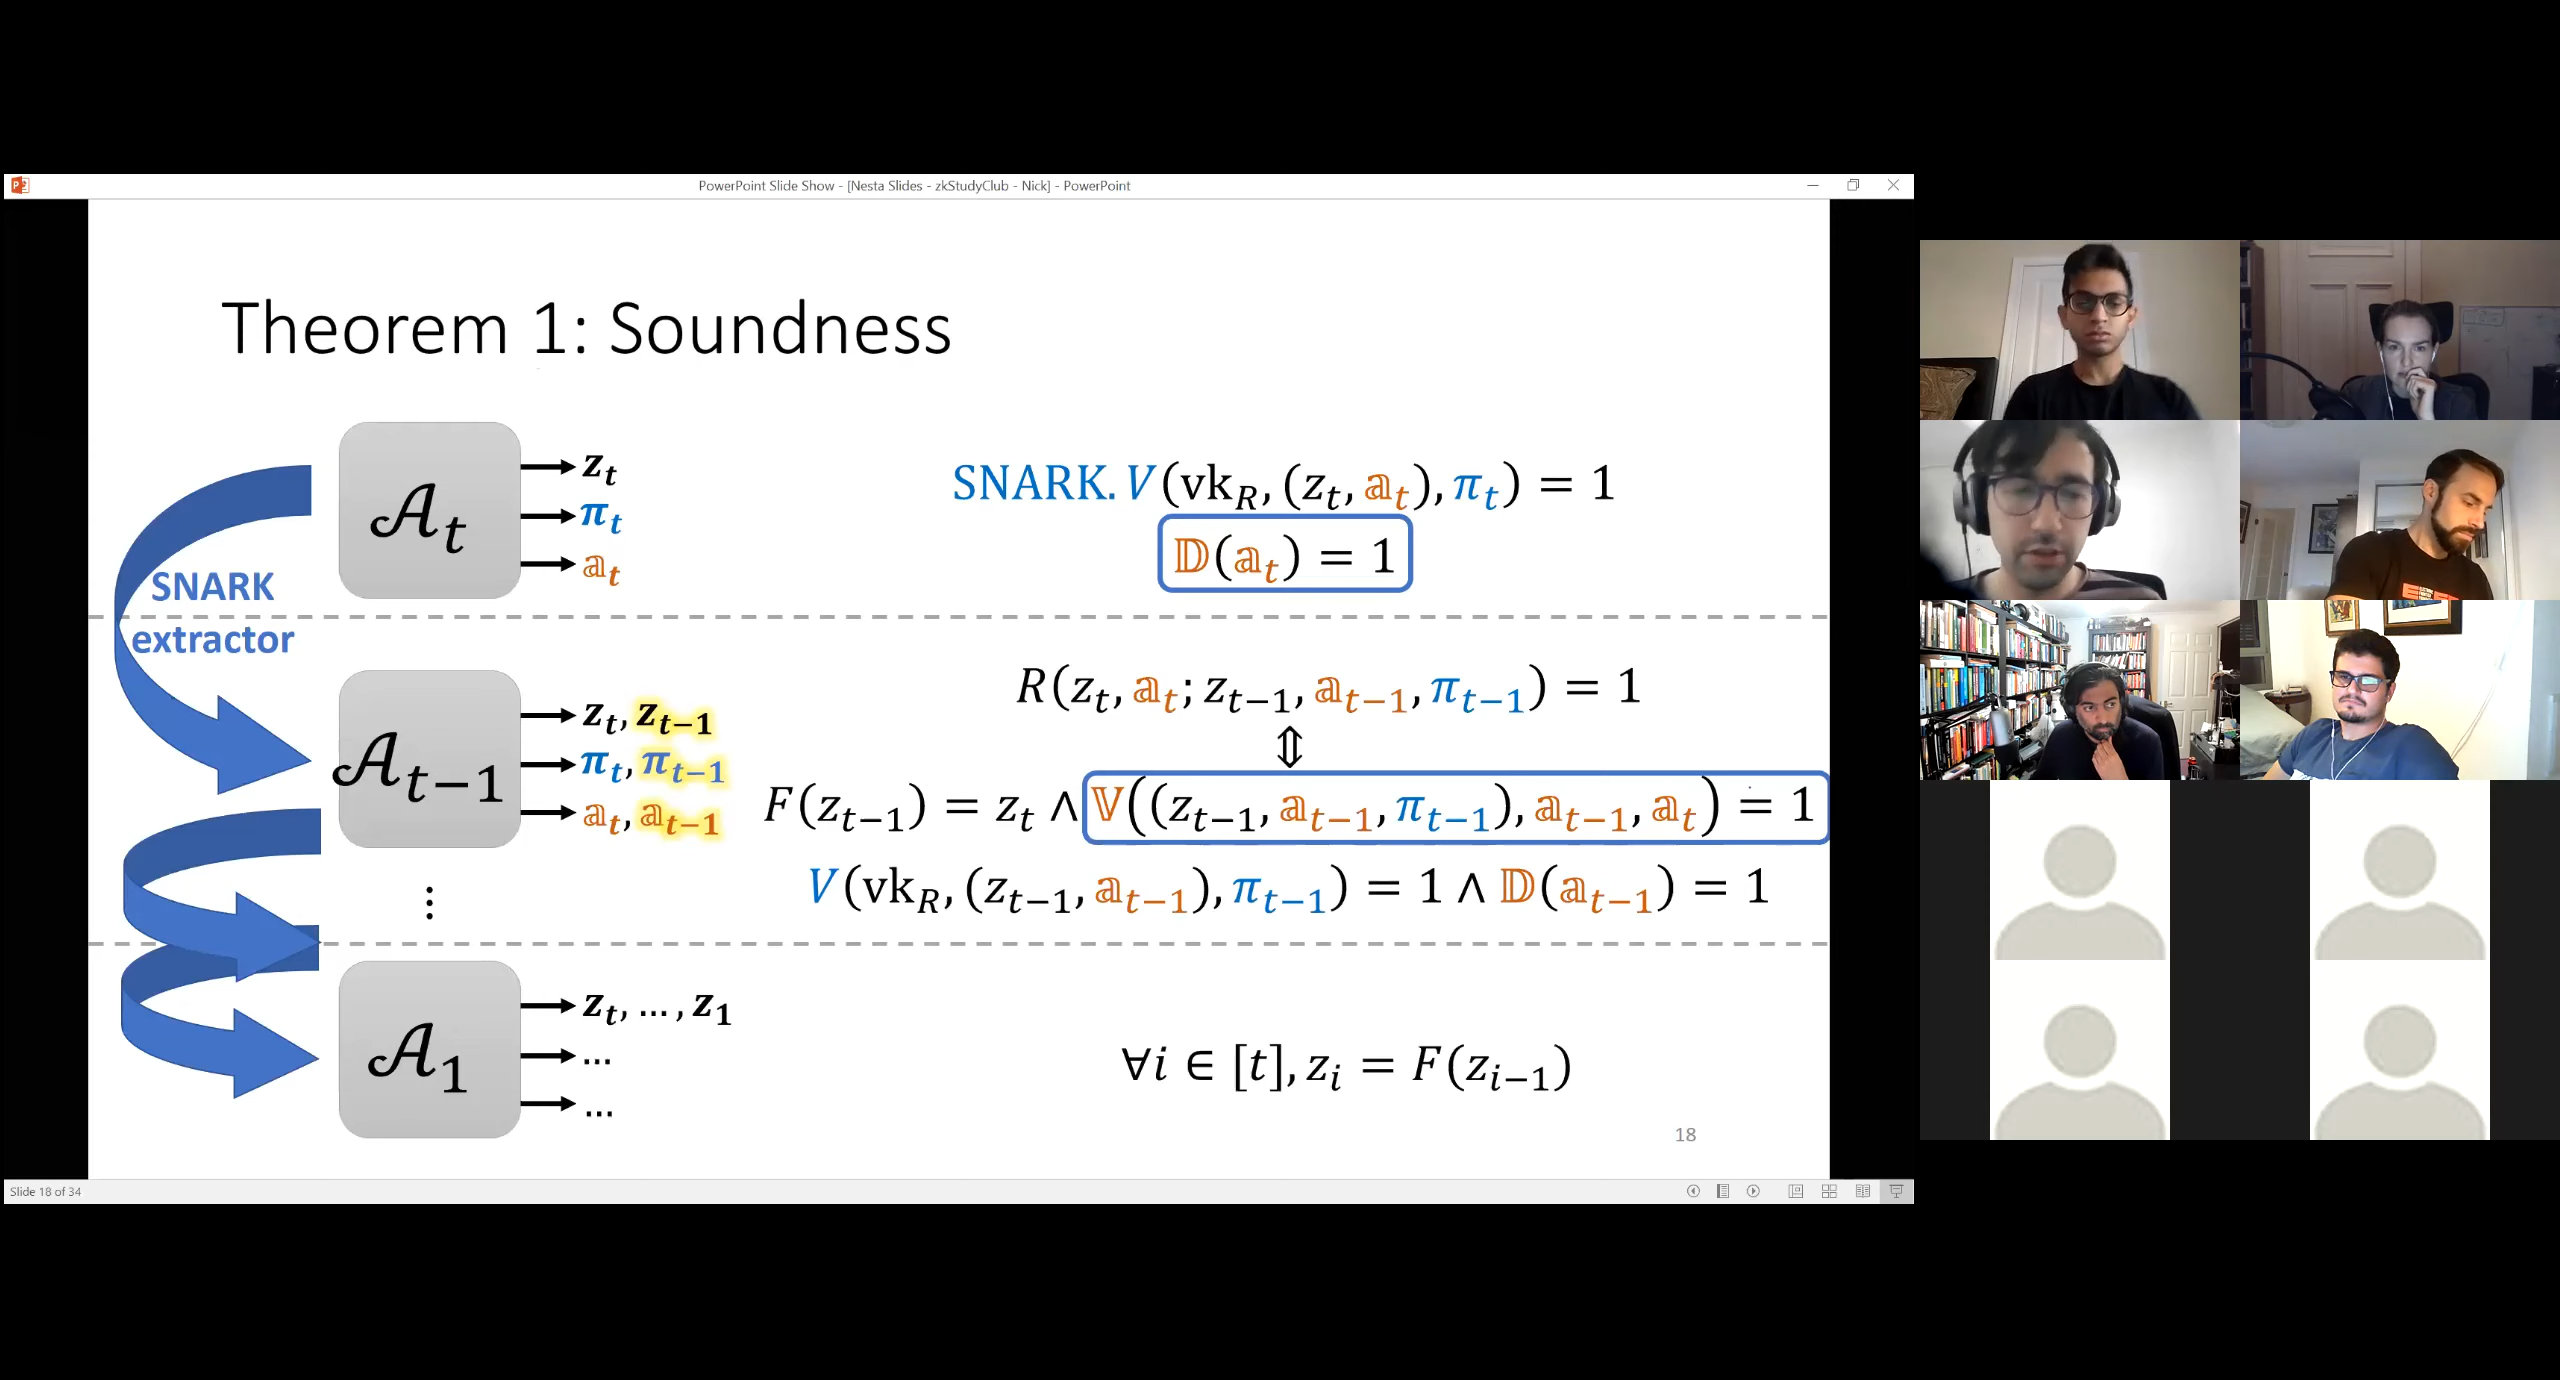 PowerPoint Slide Show - [Nesta Slides - zkStudyClub - Nick] - PowerPoint
Theorem 1: Soundness
𝒜ₜ
zₜ
πₜ
𝕒ₜ
SNARK.V(vk_R, (zₜ, 𝕒ₜ), πₜ) = 1
𝔻(𝕒ₜ) = 1
SNARK
extractor
𝒜ₜ₋₁
zₜ, zₜ₋₁
πₜ, πₜ₋₁
𝕒ₜ, 𝕒ₜ₋₁
R(zₜ, 𝕒ₜ; zₜ₋₁, 𝕒ₜ₋₁, πₜ₋₁) = 1
⇕
F(zₜ₋₁) = zₜ ∧ 𝕍((zₜ₋₁, 𝕒ₜ₋₁, πₜ₋₁), 𝕒ₜ₋₁, 𝕒ₜ) = 1
V(vk_R, (zₜ₋₁, 𝕒ₜ₋₁), πₜ₋₁) = 1 ∧ 𝔻(𝕒ₜ₋₁) = 1
⋮
𝒜₁
zₜ, … , z₁
…
…
∀i ∈ [t], zᵢ = F(zᵢ₋₁)
18
Slide 18 of 34